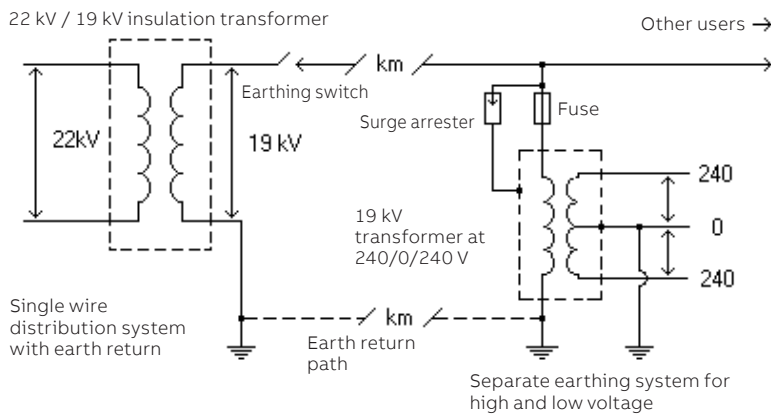 22 kV / 19 kV insulation transformer
Other users
km
Earthing switch
Surge arrester
Fuse
22kV
19 kV
240
0
240
19 kV
transformer at
240/0/240 V
Single wire
distribution system
with earth return
km
Earth return
path
Separate earthing system for
high and low voltage